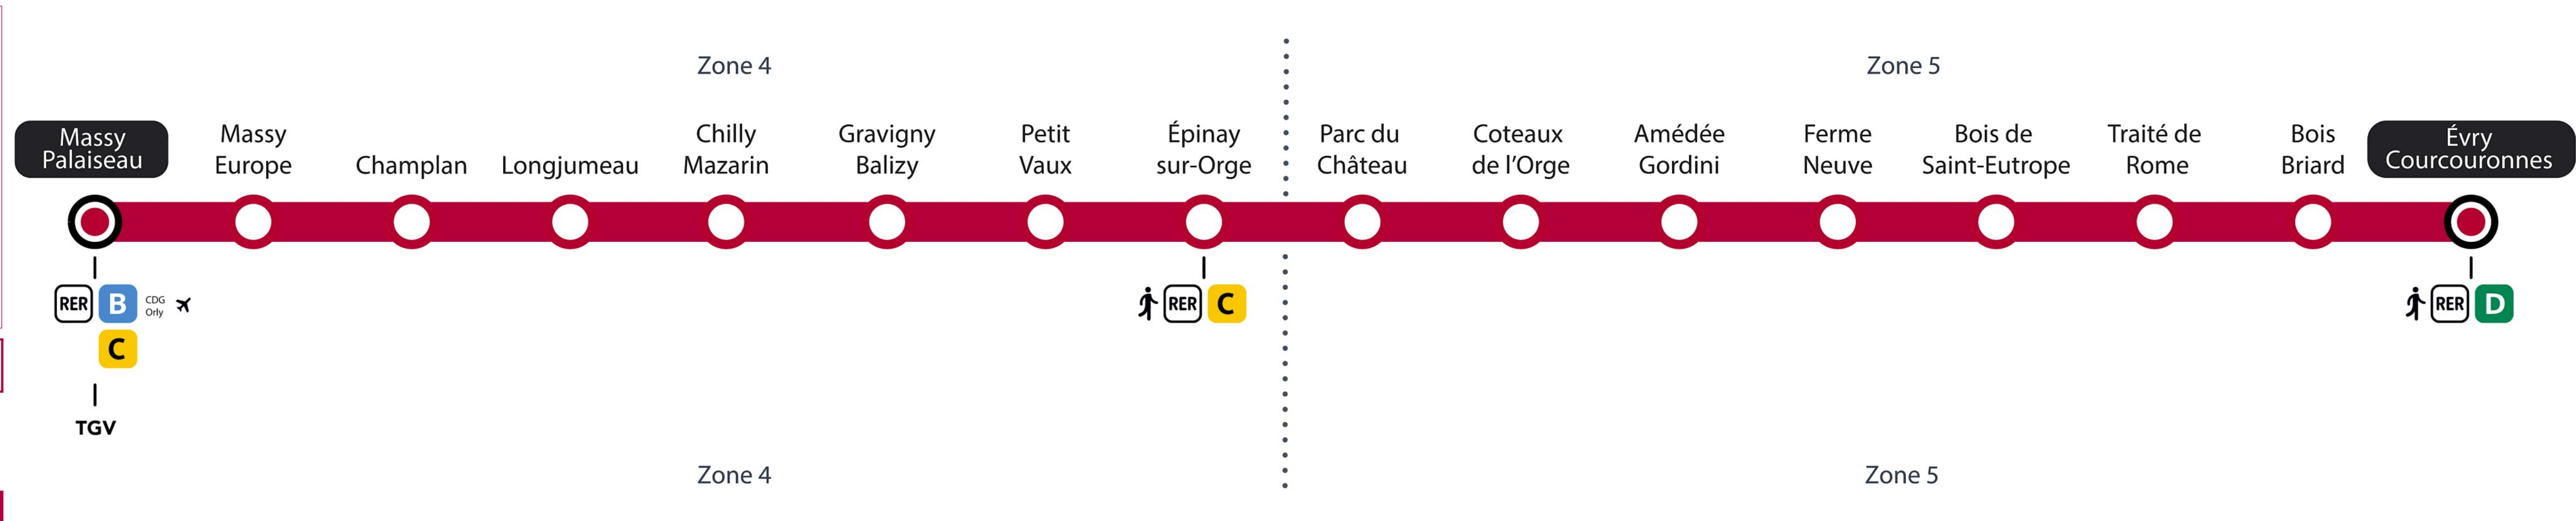 Zone 4
Zone 5
Massy
Palaiseau
Massy
Europe
Champlan
Longjumeau
Chilly
Mazarin
Gravigny
Balizy
Petit
Vaux
Épinay
sur-Orge
Parc du
Château
Coteaux
de l'Orge
Amédée
Gordini
Ferme
Neuve
Bois de
Saint-Eutrope
Traité de
Rome
Bois
Briard
Évry
Courcouronnes
RER B CDG
Orly
C
TGV
RER C
RER D
Zone 4
Zone 5